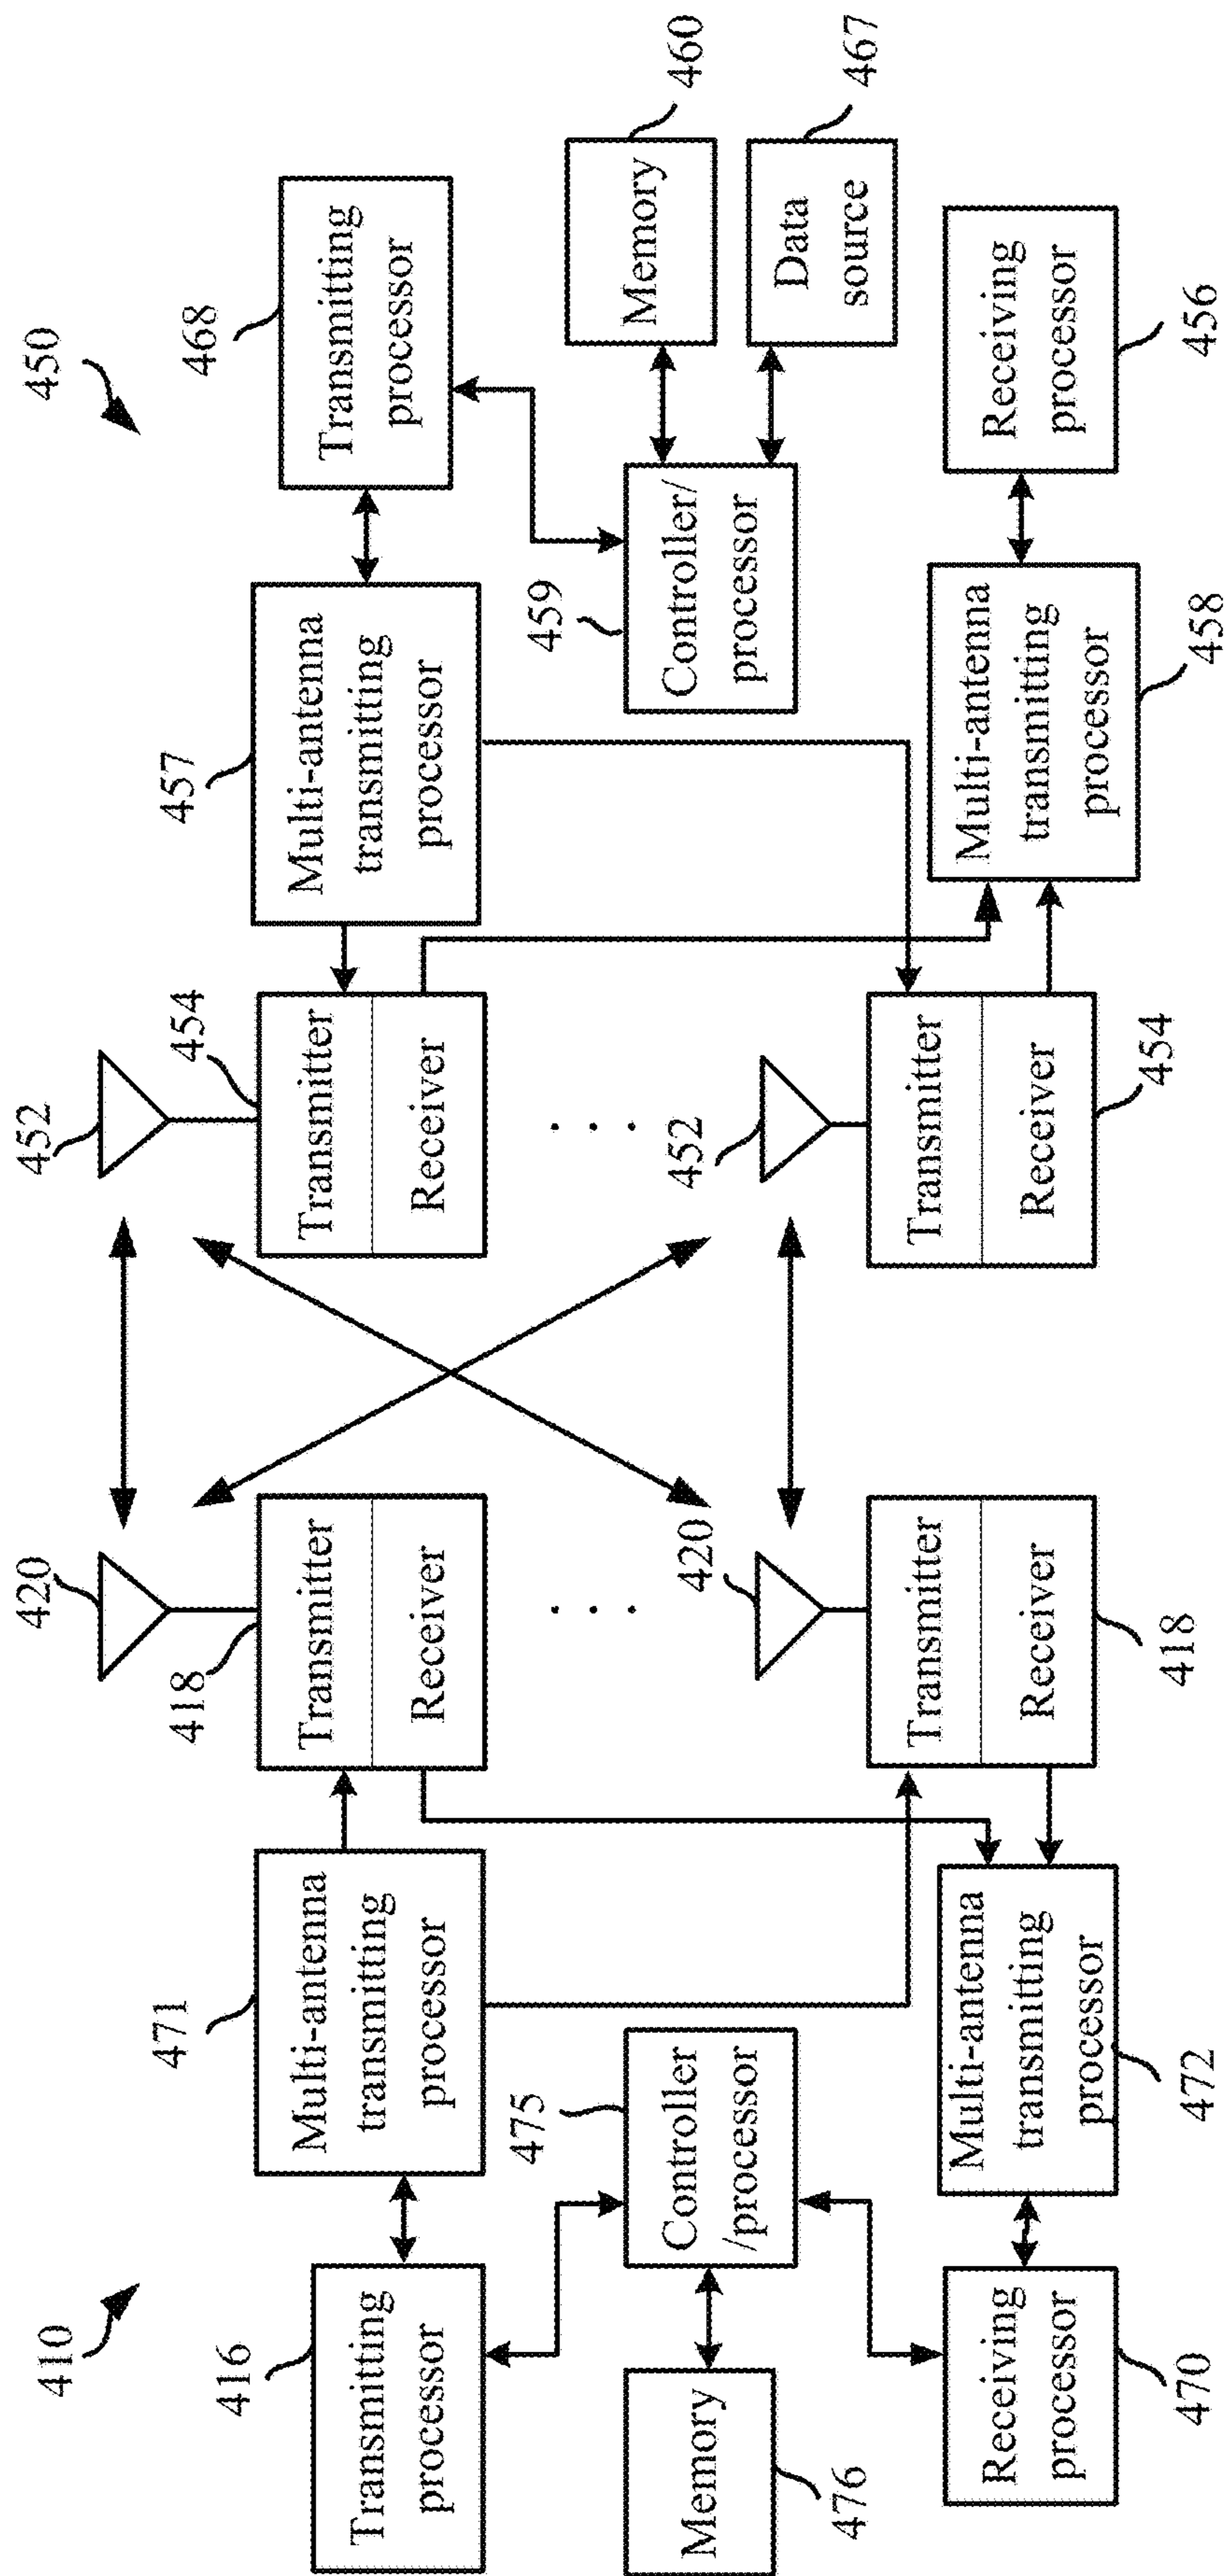 410
416
Transmitting
processor
471
Multi-antenna
transmitting
processor
418
Transmitter
Receiver
420
475
Controller
/processor
Memory
476
Receiving
processor
470
Multi-antenna
transmitting
processor
472
. . .
420
Transmitter
Receiver
418
450
452
454
Transmitter
Receiver
457
Multi-antenna
transmitting
processor
468
Transmitting
processor
459
Controller/
processor
Memory
460
Data
source
467
. . .
452
Transmitter
Receiver
454
Multi-antenna
transmitting
processor
458
Receiving
processor
456